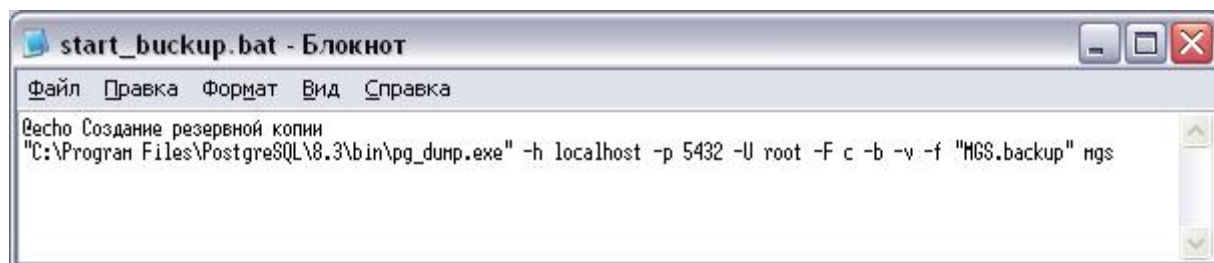 start_buckup.bat - Блокнот
Файл Правка Формат Вид Справка
@echo Создание резервной копии
"C:\Program Files\PostgreSQL\8.3\bin\pg_dump.exe" -h localhost -p 5432 -U root -F c -b -v -f "MGS.backup" mgs